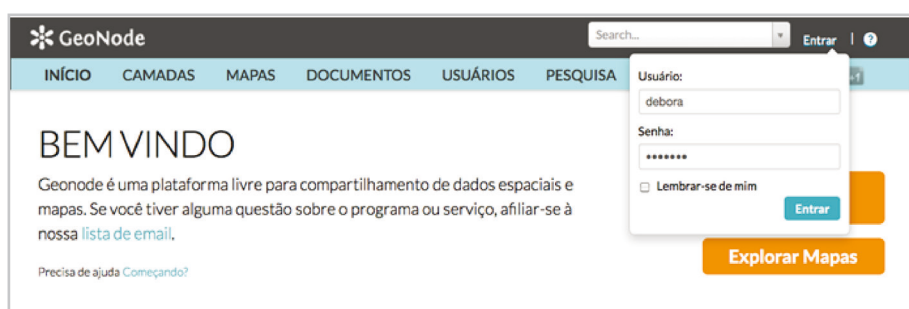 GeoNode
Search...
Entrar | ?
INÍCIO CAMADAS MAPAS DOCUMENTOS USUÁRIOS PESQUISA
Usuário:
debora
Senha:
•••••••
Lembrar-se de mim
Entrar
BEM VINDO
Geonode é uma plataforma livre para compartilhamento de dados espaciais e
mapas. Se você tiver alguma questão sobre o programa ou serviço, afiliar-se à
nossa lista de email.
Precisa de ajuda Começando?
Explorar Mapas